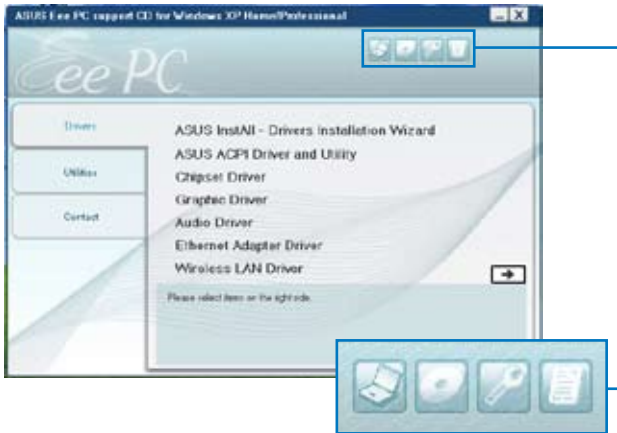 ASUS Eee PC support CD for Windows XP Home/Professional
Eee PC
Drivers
Utilities
Contact
ASUS InstAll - Drivers Installation Wizard
ASUS ACPI Driver and Utility
Chipset Driver
Graphic Driver
Audio Driver
Ethernet Adapter Driver
Wireless LAN Driver
Please select items on the right side.